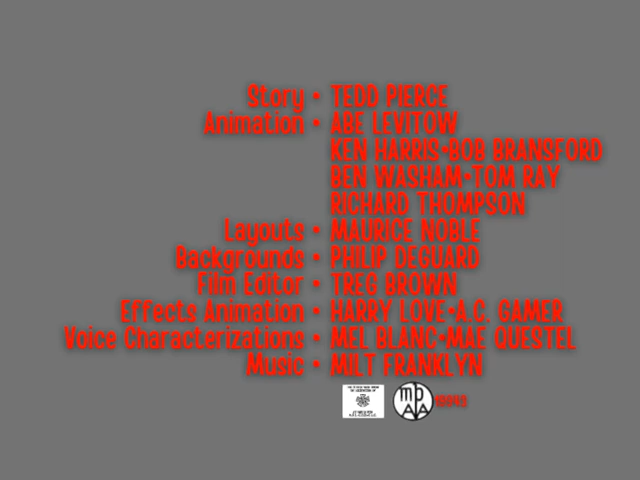 Story • TEDD PIERCE
Animation • ABE LEVITOW
KEN HARRIS•BOB BRANSFORD
BEN WASHAM•TOM RAY
RICHARD THOMPSON
Layouts • MAURICE NOBLE
Backgrounds • PHILIP DEGUARD
Film Editor • TREG BROWN
Effects Animation • HARRY LOVE•A.C. GAMER
Voice Characterizations • MEL BLANC•MAE QUESTEL
Music • MILT FRANKLYN